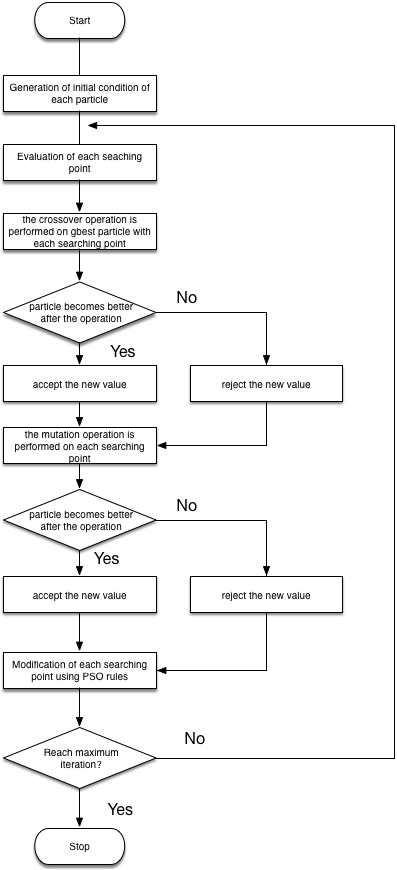 Start
Generation of initial condition of
each particle
Evaluation of each seaching
point
the crossover operation is
performed on gbest particle with
each searching point
particle becomes better
after the operation
No
Yes
accept the new value
reject the new value
the mutation operation is
performed on each searching
point
particle becomes better
after the operation
No
Yes
accept the new value
reject the new value
Modification of each searching
point using PSO rules
Reach maximum
iteration?
No
Yes
Stop